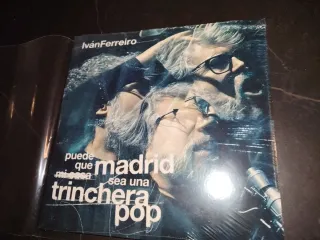 IvánFerreiro
puede
que madrid
mi casa sea una
trinchera
pop